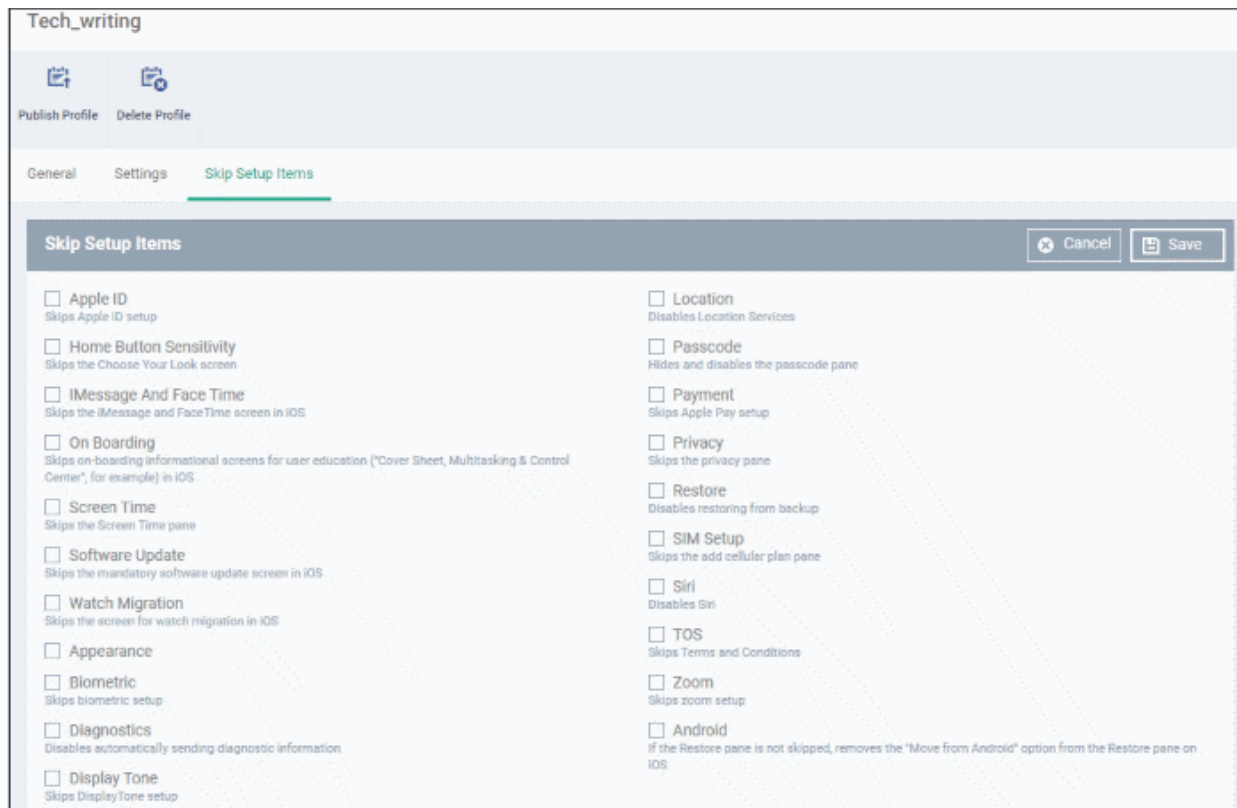 Tech_writing
Publish Profile
Delete Profile
General
Settings
Skip Setup Items
Skip Setup Items
Cancel
Save
Apple ID
Skips Apple ID setup
Home Button Sensitivity
Skips the Choose Your Look screen
IMessage And Face Time
Skips the iMessage and FaceTime screen in iOS
On Boarding
Skips on-boarding informational screens for user education ("Cover Sheet, Multitasking & Control
Center", for example) in iOS
Screen Time
Skips the Screen Time pane
Software Update
Skips the mandatory software update screen in iOS
Watch Migration
Skips the screen for watch migration in iOS
Appearance
Biometric
Skips biometric setup
Diagnostics
Disables automatically sending diagnostic information
Display Tone
Skips DisplayTone setup
Location
Disables Location Services
Passcode
Hides and disables the passcode pane
Payment
Skips Apple Pay setup
Privacy
Skips the privacy pane
Restore
Disables restoring from backup
SIM Setup
Skips the add cellular plan pane
Siri
Disables Siri
TOS
Skips Terms and Conditions
Zoom
Skips zoom setup
Android
If the Restore pane is not skipped, removes the "Move from Android" option from the Restore pane on
iOS